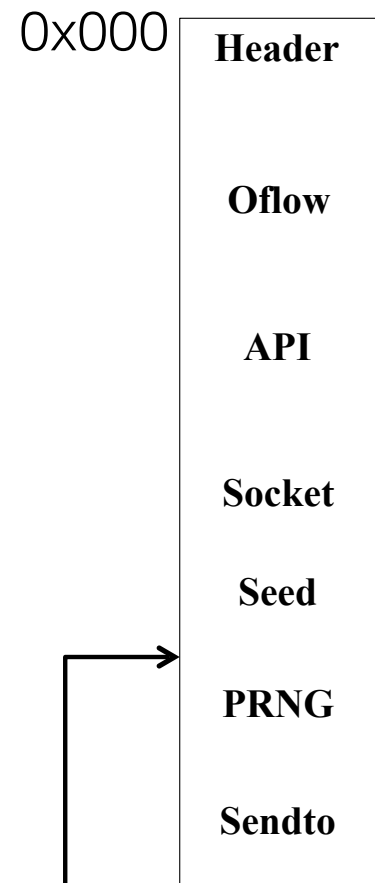 0x000
Header
Oflow
API
Socket
Seed
PRNG
Sendto